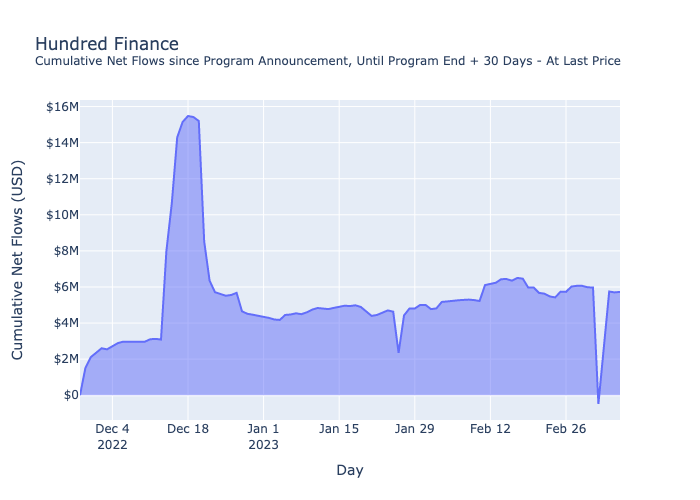 Hundred Finance
Cumulative Net Flows since Program Announcement, Until Program End + 30 Days - At Last Price
$16M
$14M
$12M
$10M
$8M
$6M
$4M
$2M
$0
Cumulative Net Flows (USD)
Dec 4
2022
Dec 18
Jan 1
2023
Jan 15
Jan 29
Feb 12
Feb 26
Day